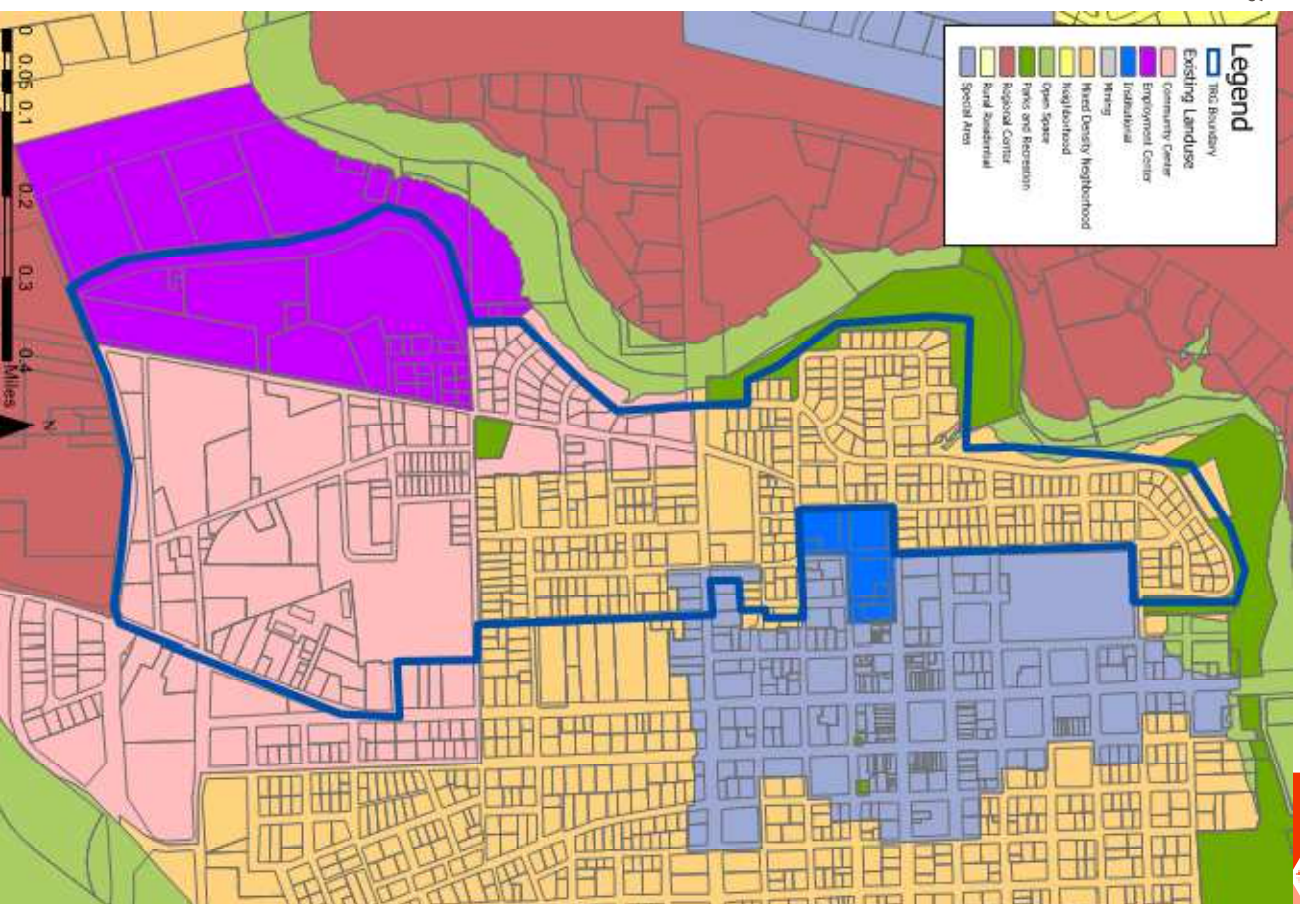 Legend
TRG Boundary
Existing Landuse
Community Center
Employment Center
Institutional
Mining
Mixed Density Neighborhood
Neighborhood
Open Space
Parks and Recreation
Regional Center
Rural Residential
Special Area
0 0.05 0.1 0.2 0.3 0.4
Miles
N